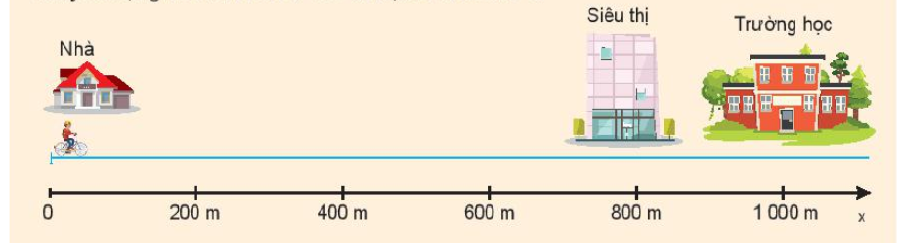 Siêu thị
Trường học
Nhà
0 200 m 400 m 600 m 800 m 1 000 m x